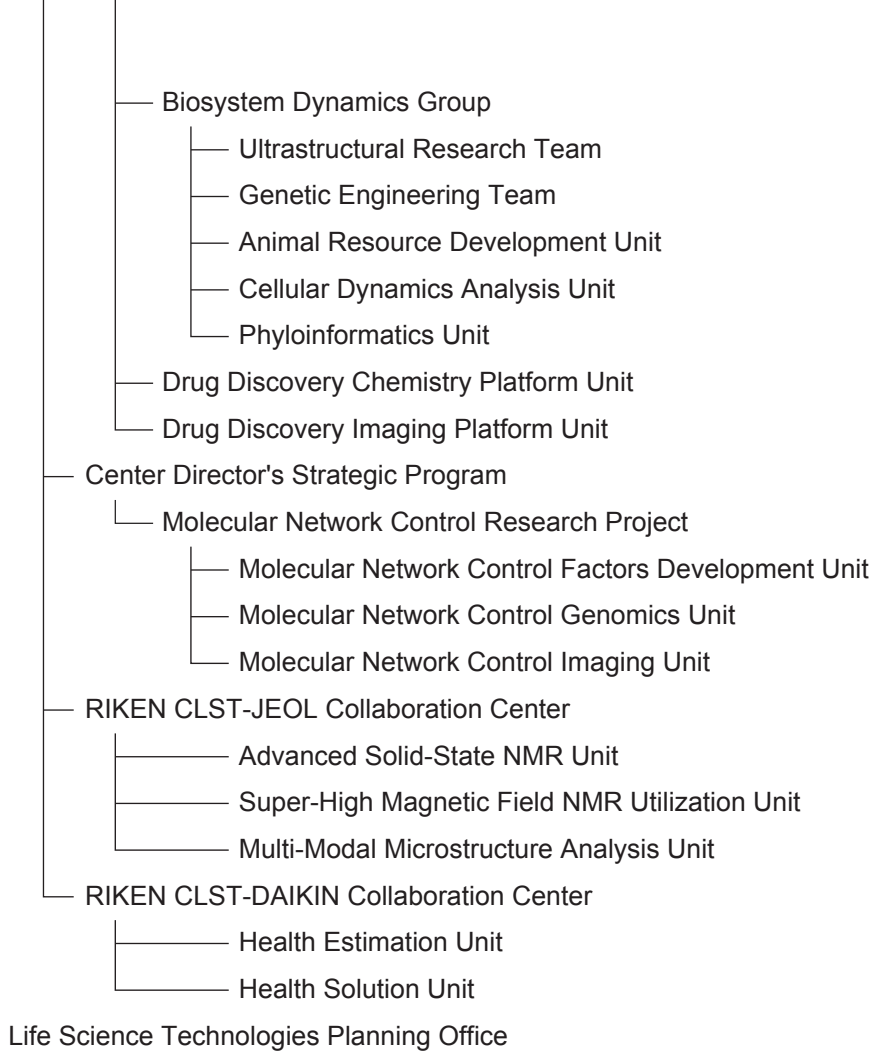 Biosystem Dynamics Group
Ultrastructural Research Team
Genetic Engineering Team
Animal Resource Development Unit
Cellular Dynamics Analysis Unit
Phyloinformatics Unit
Drug Discovery Chemistry Platform Unit
Drug Discovery Imaging Platform Unit
Center Director's Strategic Program
Molecular Network Control Research Project
Molecular Network Control Factors Development Unit
Molecular Network Control Genomics Unit
Molecular Network Control Imaging Unit
RIKEN CLST-JEOL Collaboration Center
Advanced Solid-State NMR Unit
Super-High Magnetic Field NMR Utilization Unit
Multi-Modal Microstructure Analysis Unit
RIKEN CLST-DAIKIN Collaboration Center
Health Estimation Unit
Health Solution Unit
Life Science Technologies Planning Office